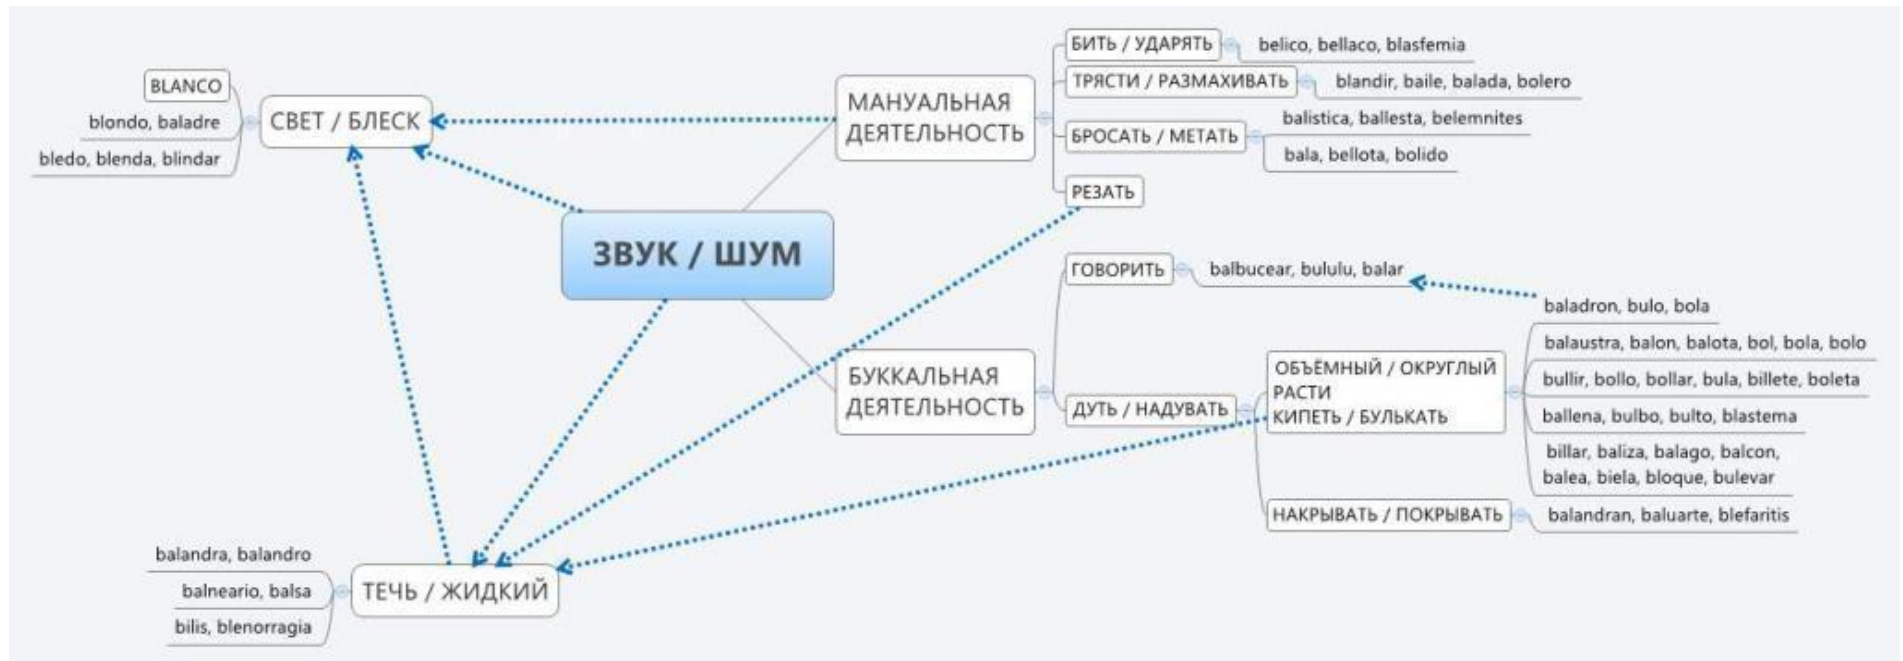 BLANCO
blondo, baladre
bledo, blenda, blindar
СВЕТ / БЛЕСК
ЗВУК / ШУМ
МАНУАЛЬНАЯ
ДЕЯТЕЛЬНОСТЬ
БИТЬ / УДАРЯТЬ
belico, bellaco, blasfemia
ТРЯСТИ / РАЗМАХИВАТЬ
blandir, baile, balada, bolero
БРОСАТЬ / МЕТАТЬ
balistica, ballesta, belemnites
bala, bellota, bolido
РЕЗАТЬ
БУККАЛЬНАЯ
ДЕЯТЕЛЬНОСТЬ
ГОВОРИТЬ
balbucear, bululu, balar
ДУТЬ / НАДУВАТЬ
ОБЪЁМНЫЙ / ОКРУГЛЫЙ
РАСТИ
КИПЕТЬ / БУЛЬКАТЬ
baladron, bulo, bola
balaustra, balon, balota, bol, bola, bolo
bullir, bollo, bollar, bula, billete, boleta
ballena, bulbo, bulto, blastema
billar, baliza, balago, balcon,
balea, biela, bloque, bulevar
НАКРЫВАТЬ / ПОКРЫВАТЬ
balandran, baluarte, blefaritis
balandra, balandro
balneario, balsa
bilis, blenorragia
ТЕЧЬ / ЖИДКИЙ